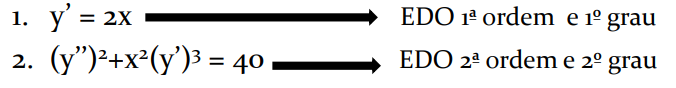 1. y’ = 2x EDO 1ª ordem e 1º grau
2. (y”)²+x²(y’)³ = 40 EDO 2ª ordem e 2º grau